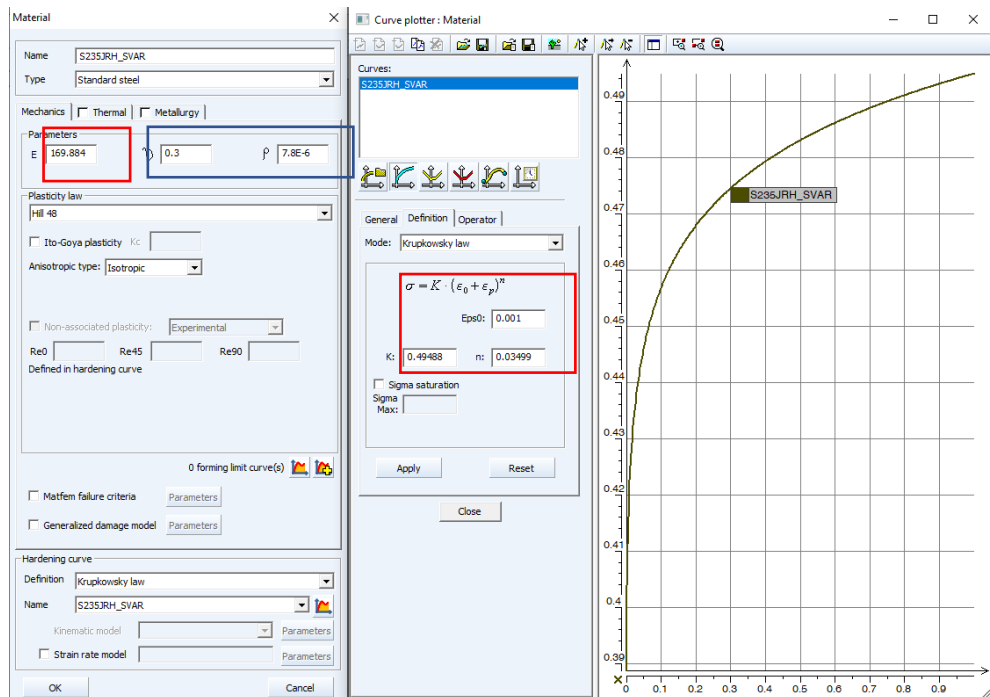 Material
Name S235JRH_SVAR
Type Standard steel
Mechanics Thermal Metallurgy
Parameters
E 169.884 ν 0.3 ρ 7.8E-6
Plasticity law
Hill 48
Ito-Goya plasticity Kc
Anisotropic type: Isotropic
Non-associated plasticity: Experimental
Re0 Re45 Re90
Defined in hardening curve
0 forming limit curve(s)
Matfem failure criteria Parameters
Generalized damage model Parameters
Hardening curve
Definition Krupkowsky law
Name S235JRH_SVAR
Kinematic model Parameters
Strain rate model Parameters
OK Cancel
Curve plotter : Material
Curves:
S235JRH_SVAR
General Definition Operator
Mode: Krupkowsky law
σ = K · (ε₀ + εₚ)ⁿ
Eps0: 0.001
K: 0.49488 n: 0.03499
Sigma saturation
Sigma
Max:
Apply Reset
Close
0.49
0.48
0.47
0.46
0.45
0.44
0.43
0.42
0.41
0.4
0.39
S235JRH_SVAR
0 0.1 0.2 0.3 0.4 0.5 0.6 0.7 0.8 0.9